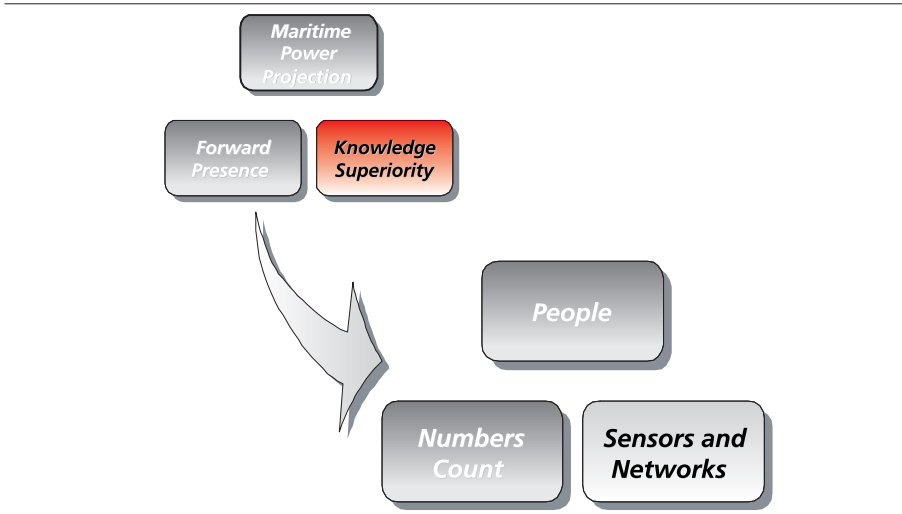 Maritime
Power
Projection
Forward
Presence
Knowledge
Superiority
People
Numbers
Count
Sensors and
Networks